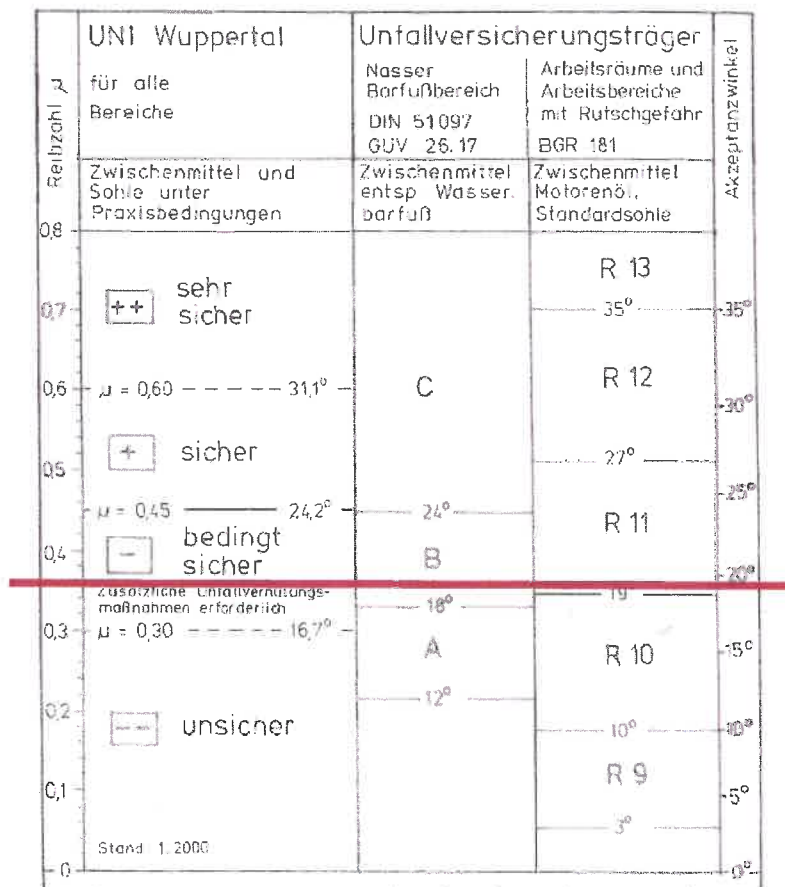 UNI Wuppertal
für alle
Bereiche
Zwischenmittel und
Sohle unter
Praxisbedingungen
Unfallversicherungsträger
Nasser
Barfußbereich
DIN 51097
GUV 26.17
Zwischenmittel
entsp Wasser.
barfuß
Arbeitsräume und
Arbeitsbereiche
mit Rutschgefahr
BGR 181
Zwischenmittel
Motorenöl,
Standardsohle
Reibzahl µ
0,8
0,7
0,6
0,5
0,4
0,3
0,2
0,1
0
++ sehr
sicher
µ = 0,60 31,1°
+ sicher
µ = 0,45 24,2°
- bedingt
sicher
Zusätzliche Unfallverhütungs-
maßnahmen erforderlich
µ = 0,30 16,7°
-- unsicher
Stand 1.2000
C
24°
B
18°
A
12°
R 13
35°
R 12
27°
R 11
19°
R 10
10°
R 9
3°
Akzeptanzwinkel
35°
30°
25°
20°
15°
10°
5°
0°